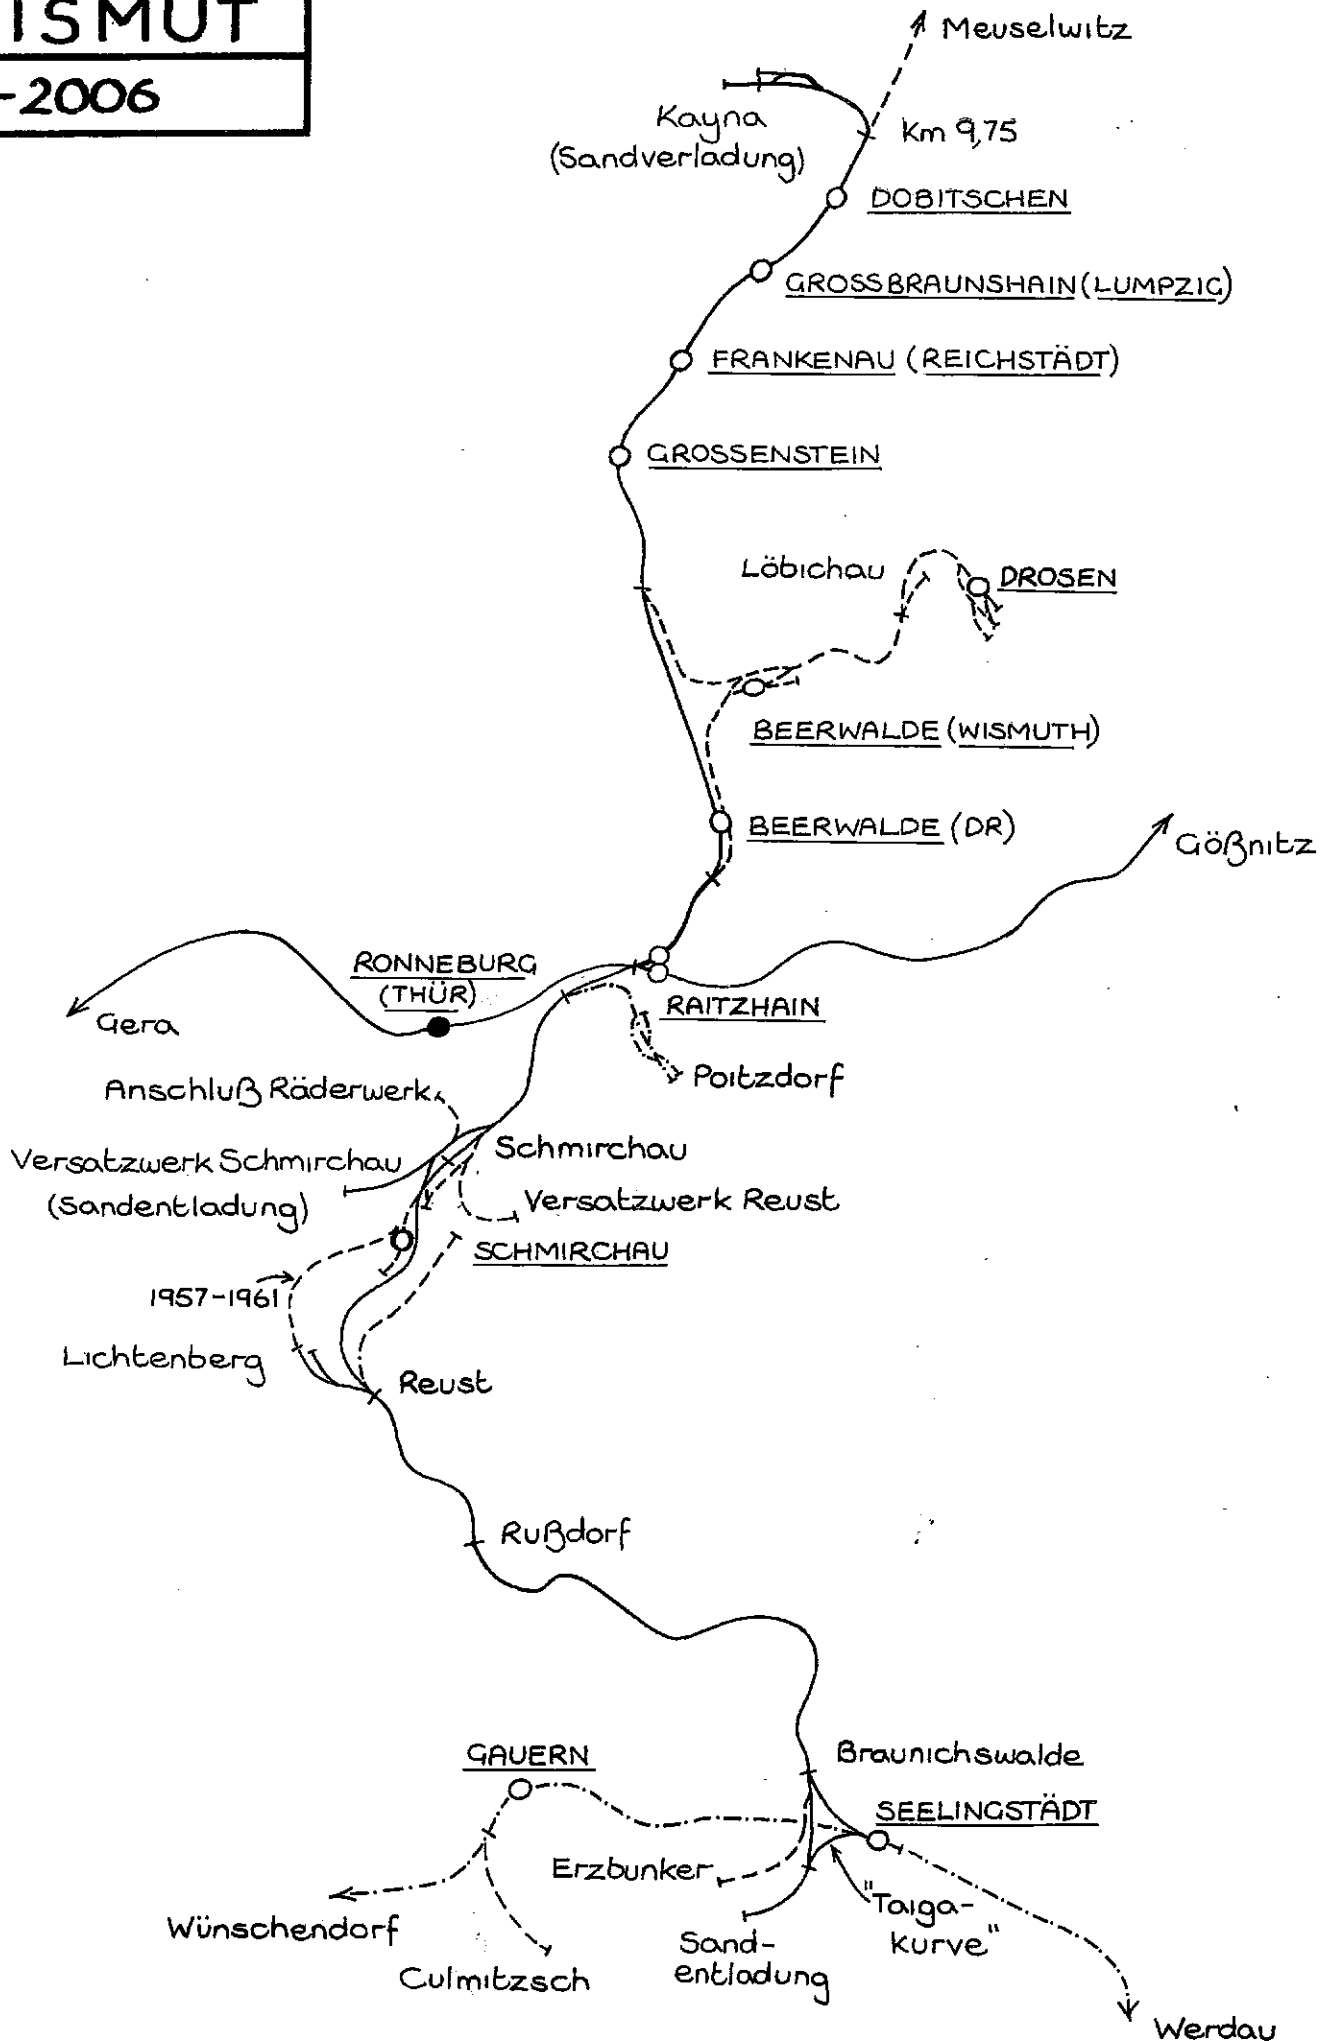 ISMUT
-2006
Meuselwitz
Kayna
(Sandverladung)
Km 9,75
DOBITSCHEN
GROSSBRAUNSHAIN (LUMPZIG)
FRANKENAU (REICHSTÄDT)
GROSSENSTEIN
Löbichau
DROSEN
BEERWALDE (WISMUTH)
BEERWALDE (DR)
Gößnitz
RONNEBURG
(THÜR)
Gera
RAITZHAIN
Poitzdorf
Anschluß Räderwerk
Schmirchau
Versatzwerk Schmirchau
(Sandentladung)
Versatzwerk Reust
SCHMIRCHAU
1957-1961
Lichtenberg
Reust
Rußdorf
GAUERN
Braunichswalde
SEELINGSTÄDT
Erzbunker
"Taiga-
kurve"
Wünschendorf
Sand-
entladung
Culmitzsch
Werdau